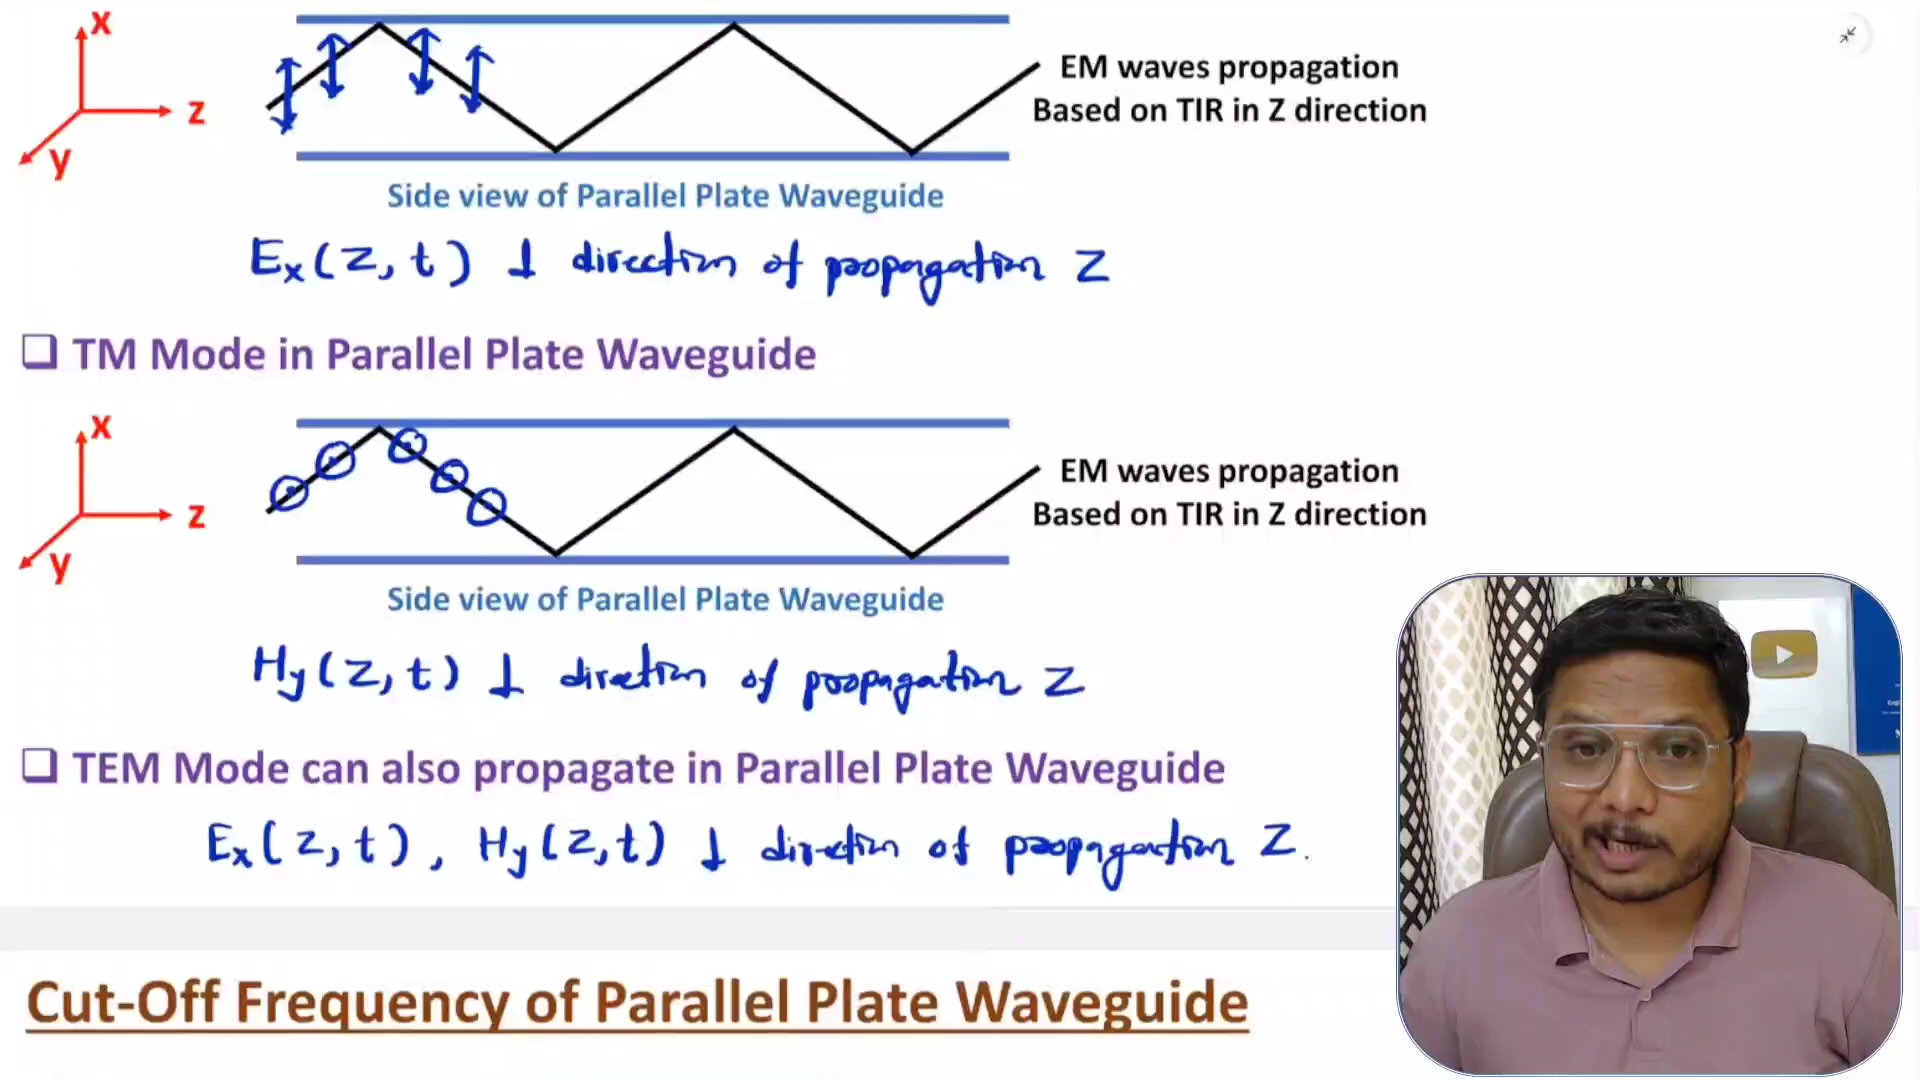 x
z
y
EM waves propagation
Based on TIR in Z direction
Side view of Parallel Plate Waveguide
Ex(z,t) ⊥ direction of propagation Z
❑ TM Mode in Parallel Plate Waveguide
x
z
y
EM waves propagation
Based on TIR in Z direction
Side view of Parallel Plate Waveguide
Hy(z,t) ⊥ direction of propagation Z
❑ TEM Mode can also propagate in Parallel Plate Waveguide
Ex(z,t), Hy(z,t) ⊥ direction of propagation Z.
Cut-Off Frequency of Parallel Plate Waveguide